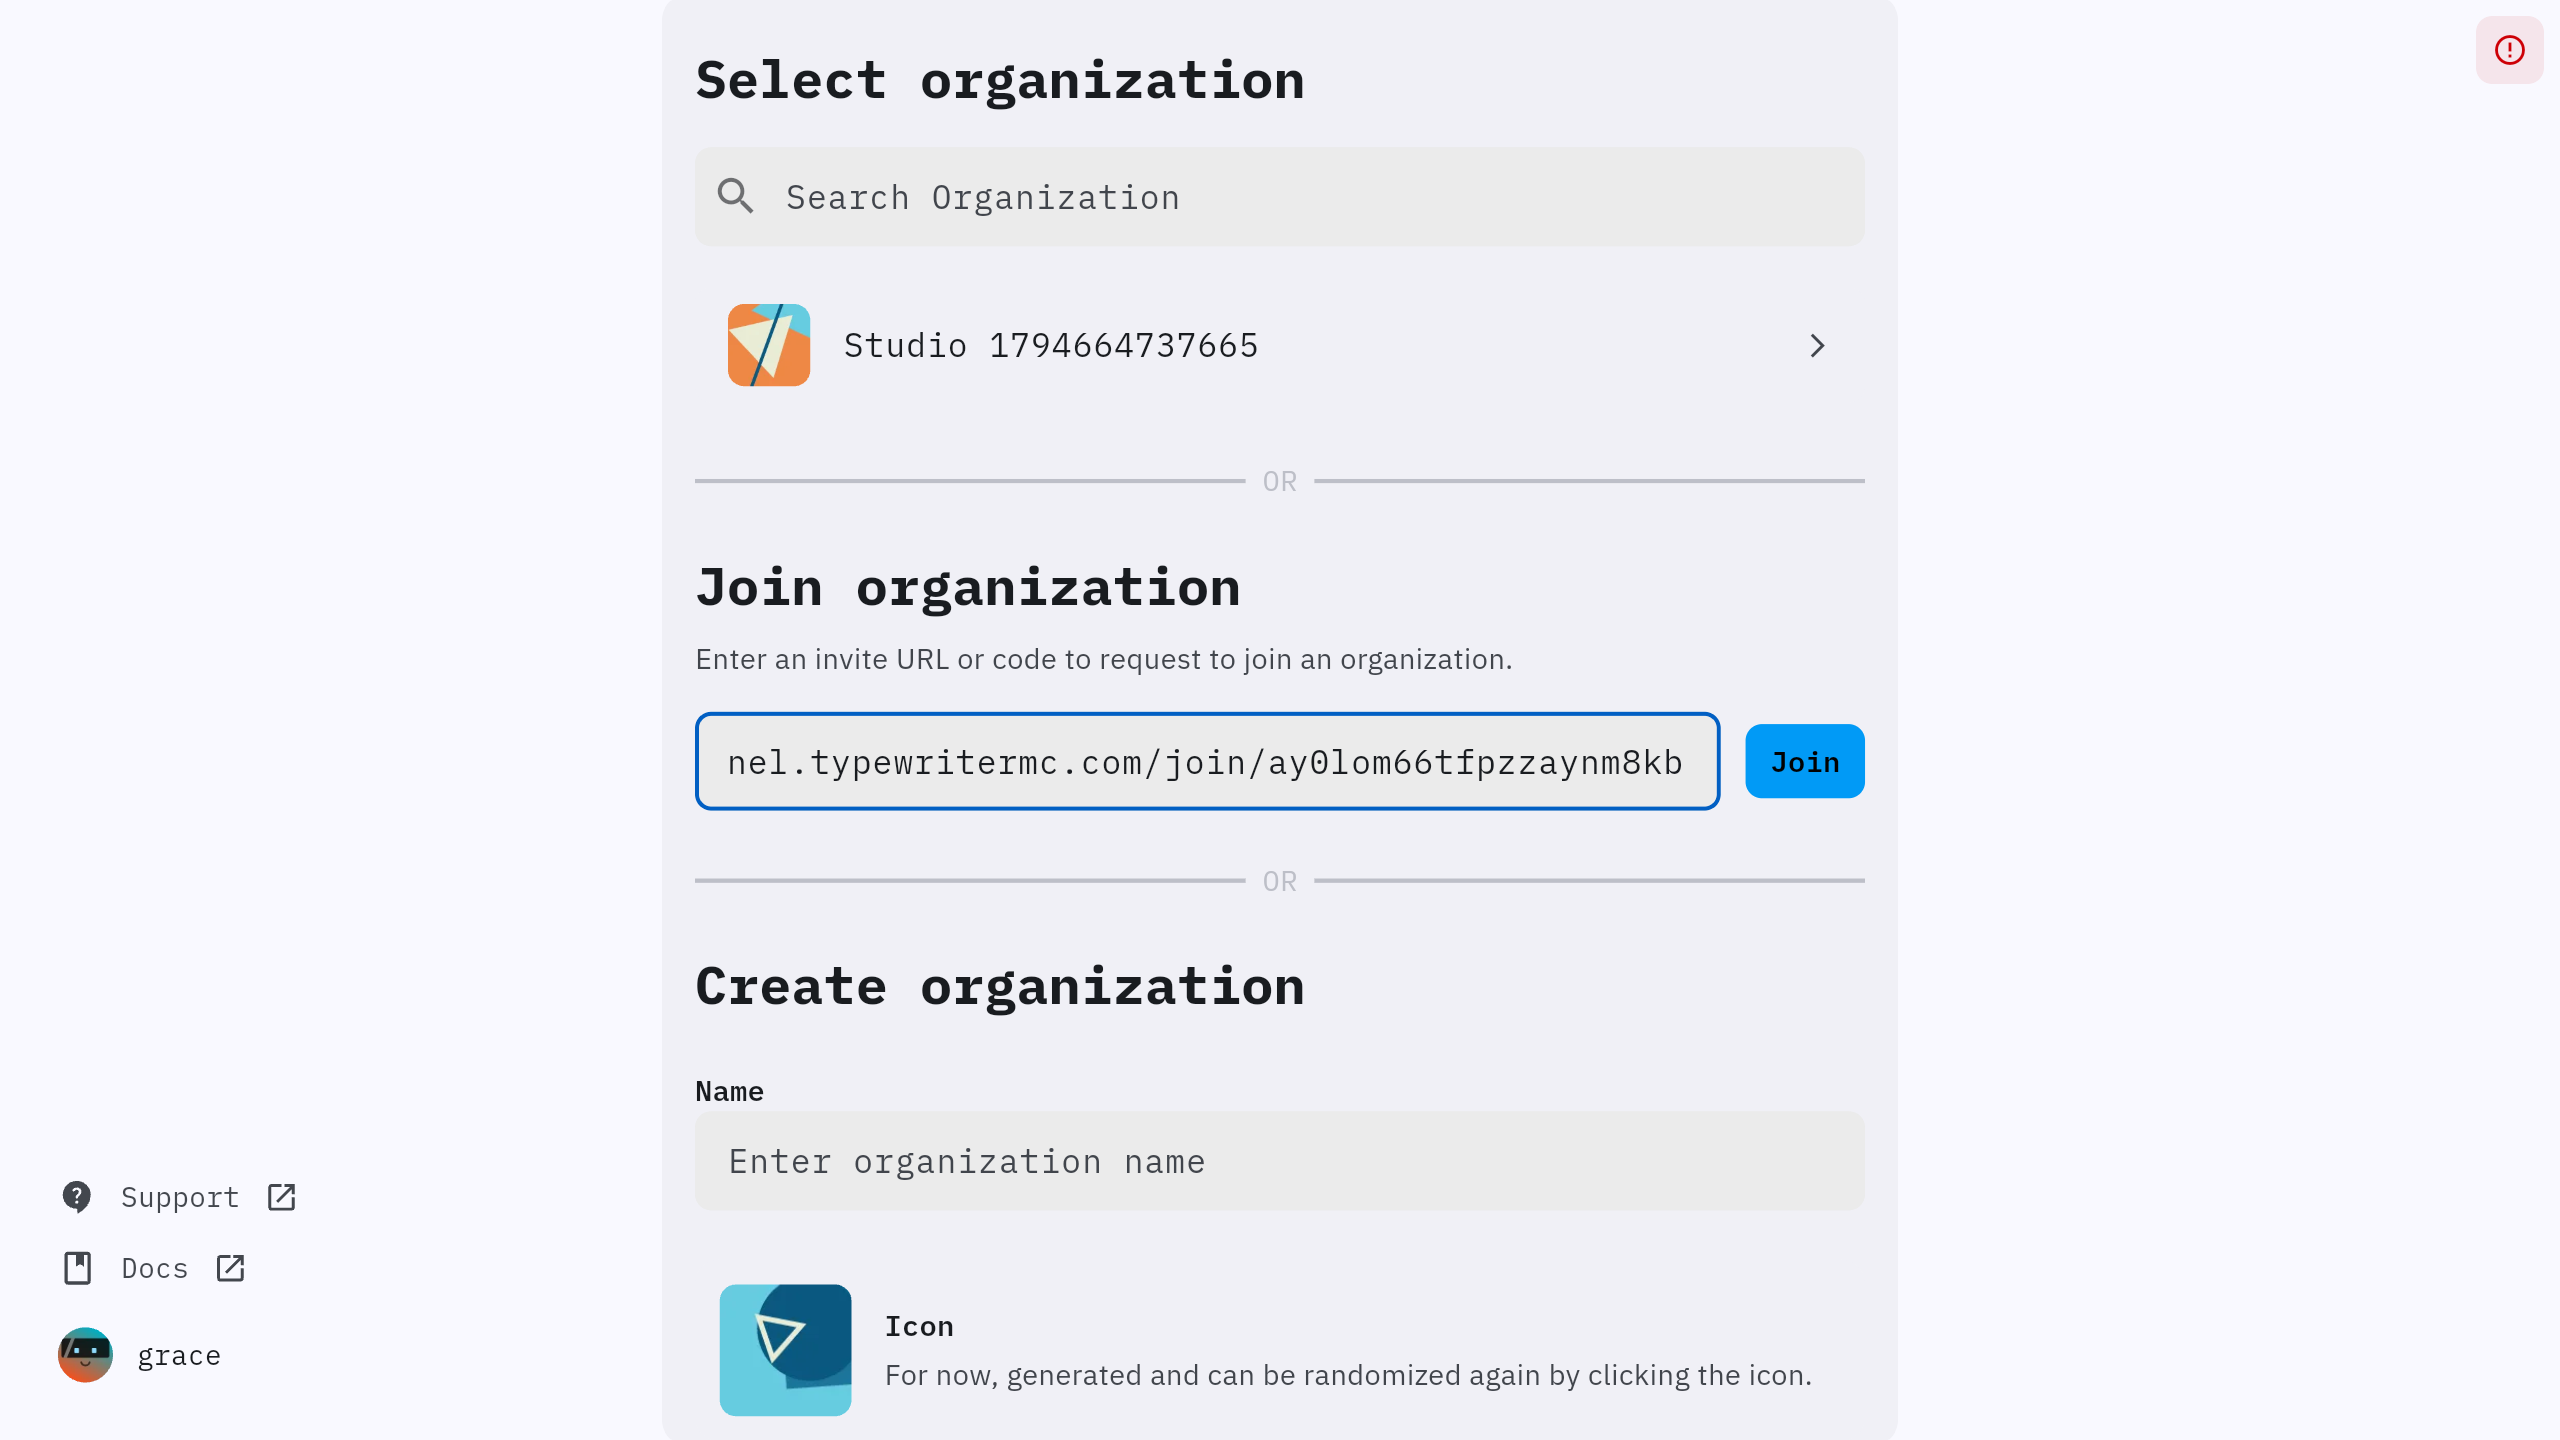 Select organization
Search Organization
Studio 1794664737665
OR
Join organization
Enter an invite URL or code to request to join an organization.
nel.typewritermc.com/join/ay0lom66tfpzzaynm8kb
Join
OR
Create organization
Name
Enter organization name
Icon
For now, generated and can be randomized again by clicking the icon.
Support
Docs
grace